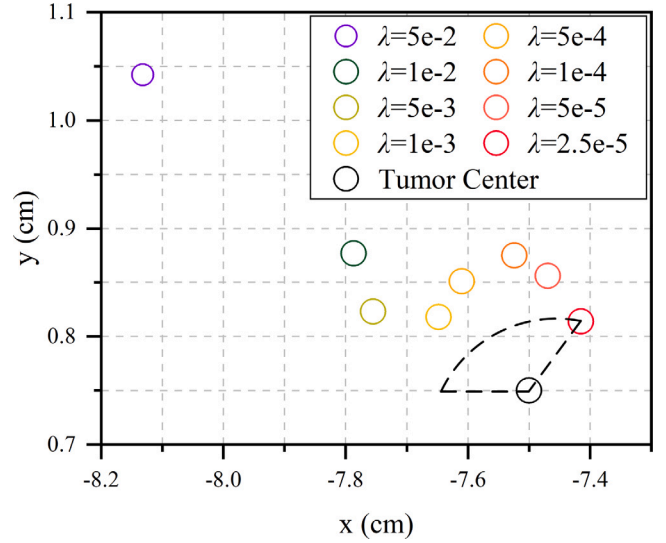 1.1
λ=5e-2 λ=5e-4
λ=1e-2 λ=1e-4
1.0
λ=5e-3 λ=5e-5
λ=1e-3 λ=2.5e-5
Tumor Center
y (cm)
0.9
0.8
0.7
-8.2 -8.0 -7.8 -7.6 -7.4
x (cm)